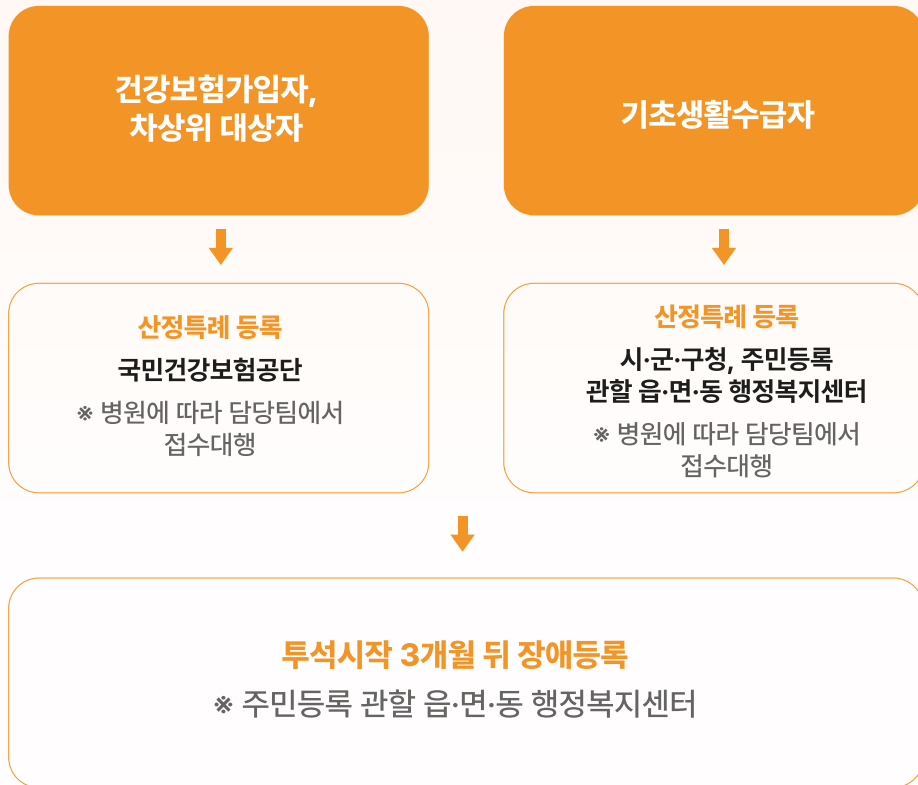 건강보험가입자,
차상위 대상자
기초생활수급자
산정특례 등록
국민건강보험공단
※ 병원에 따라 담당팀에서
접수대행
산정특례 등록
시·군·구청, 주민등록
관할 읍·면·동 행정복지센터
※ 병원에 따라 담당팀에서
접수대행
투석시작 3개월 뒤 장애등록
※ 주민등록 관할 읍·면·동 행정복지센터